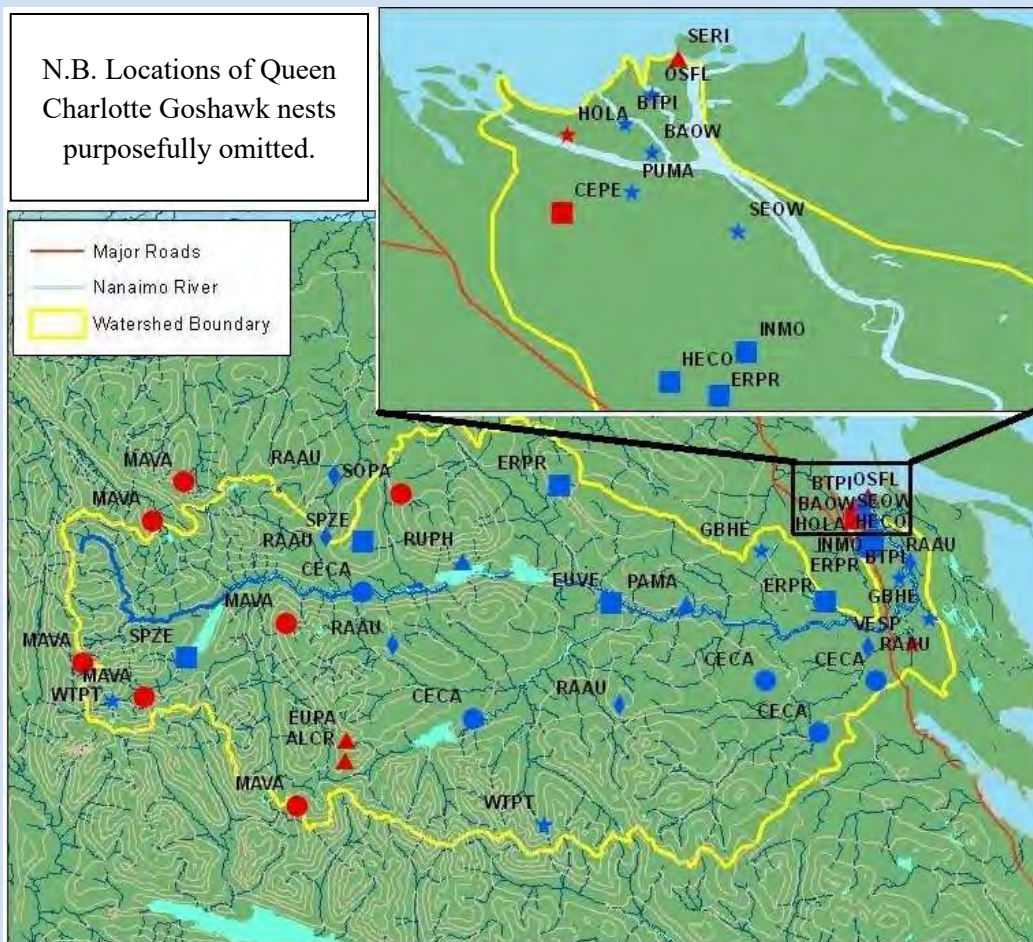 N.B. Locations of Queen
Charlotte Goshawk nests
purposefully omitted.
SERI
OSFL
BTPI
HOLA
BAOW
PUMA
CEPE
SEOW
INMO
HECO
ERPR
Major Roads
Nanaimo River
Watershed Boundary
MAVA
RAAU
SOPA
ERPR
MAVA
SPZE
RAAU
RUPH
GBHE
BTPI OSFL
BAOW SEOW
HOLA HECO
INMO RAAU
ERPR BTPI
CECA
EUVE
PAMA
ERPR
GBHE
MAVA
RAAU
VESP
RAAU
MAVA
SPZE
MAVA
WTPT
CECA
CECA
CECA
RAAU
CECA
EUPA
ALCR
MAVA
WTPT